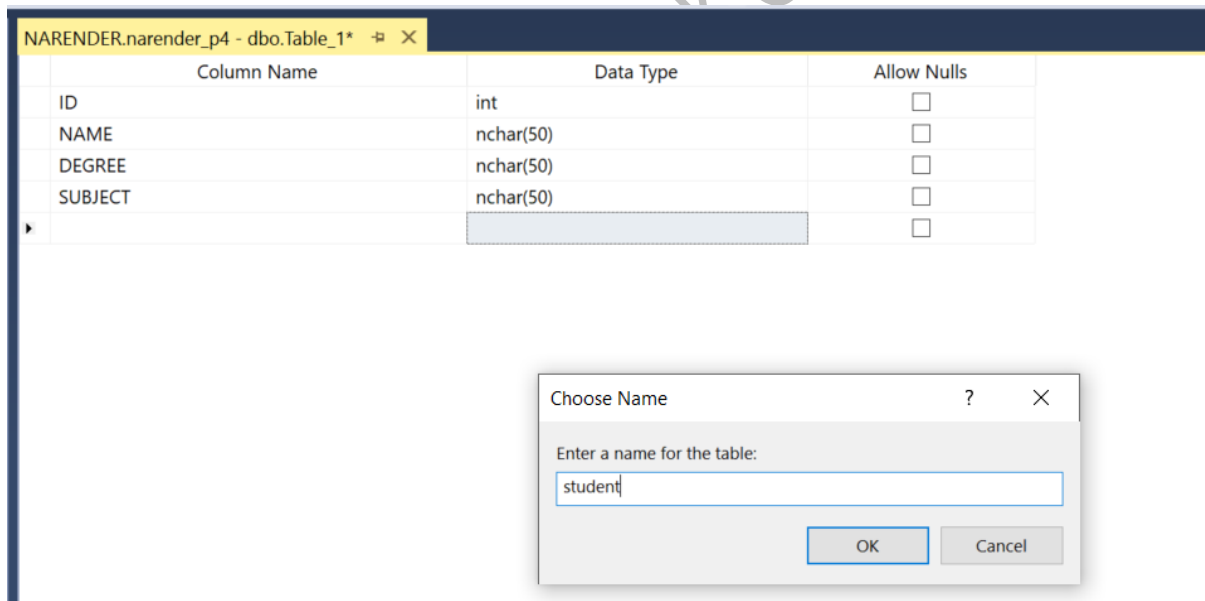 NARENDER.narender_p4 - dbo.Table_1*
Column Name Data Type Allow Nulls
ID int
NAME nchar(50)
DEGREE nchar(50)
SUBJECT nchar(50)
Choose Name ?
Enter a name for the table:
student
OK Cancel